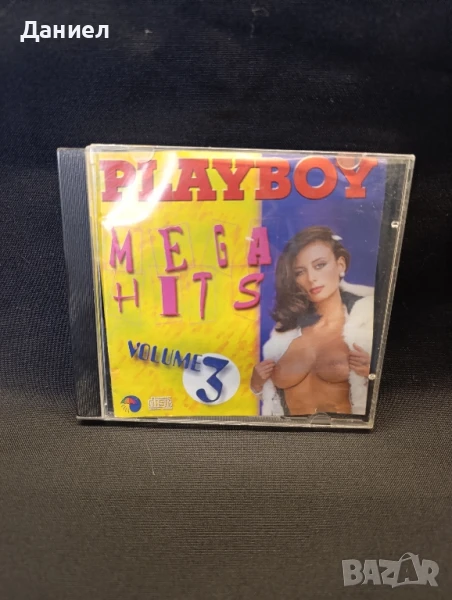 Даниел
PLAYBOY
MEGA
HITS
VOLUME
3
BAZAR